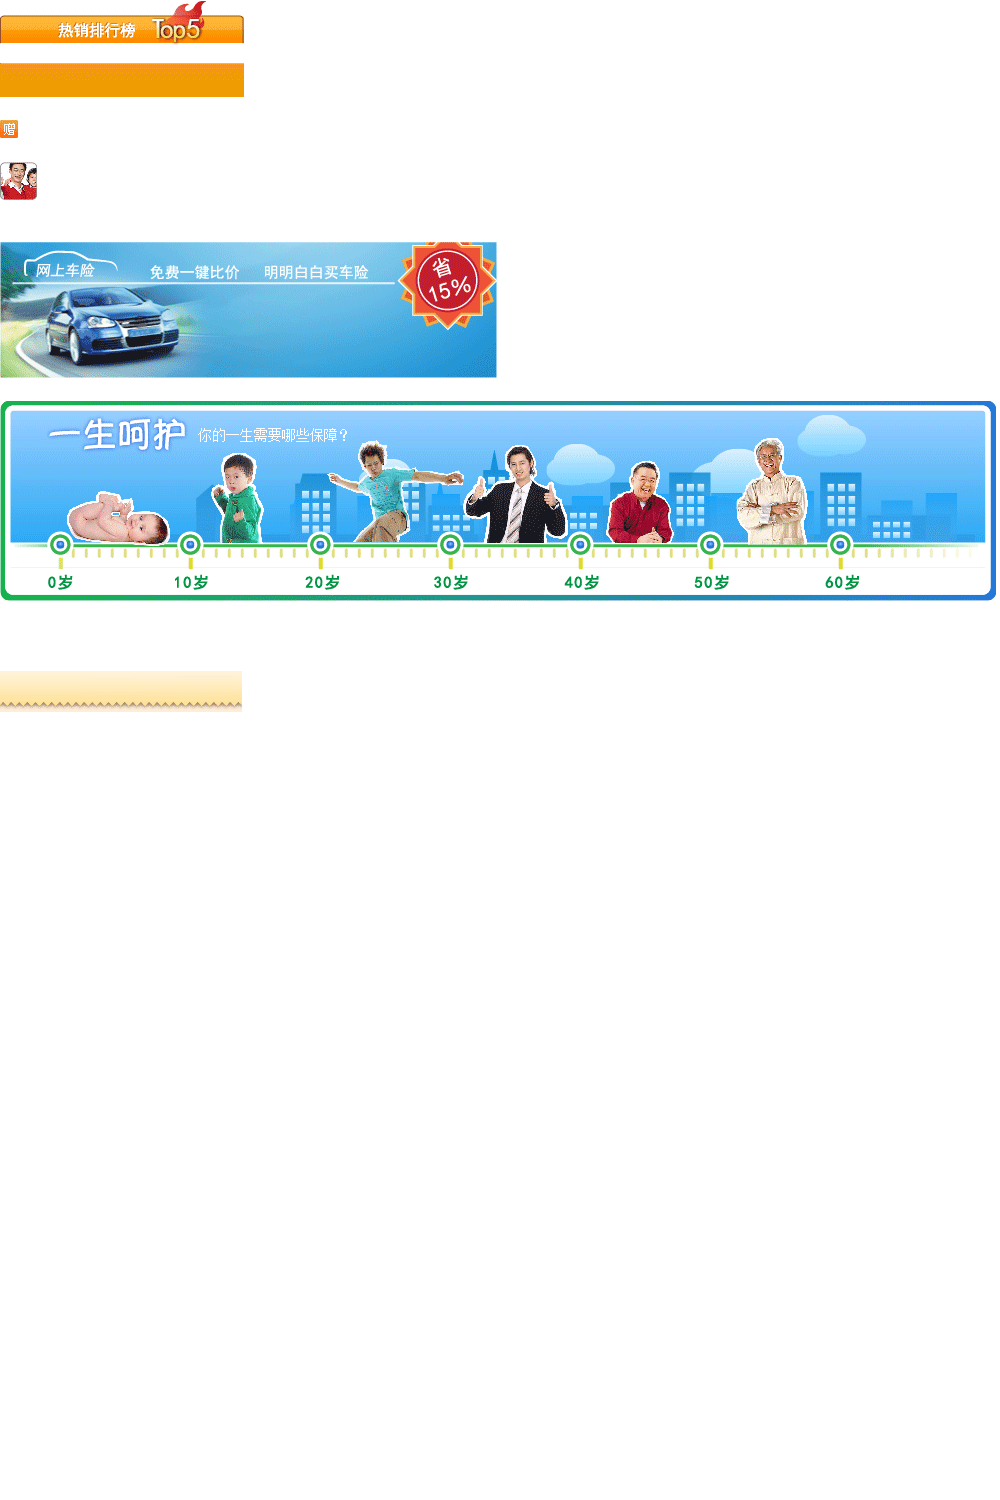 热销排行榜 Top5
赠
网上车险 免费一键比价 明明白白买车险
省
15%
一生呵护 你的一生需要哪些保障？
0岁 10岁 20岁 30岁 40岁 50岁 60岁